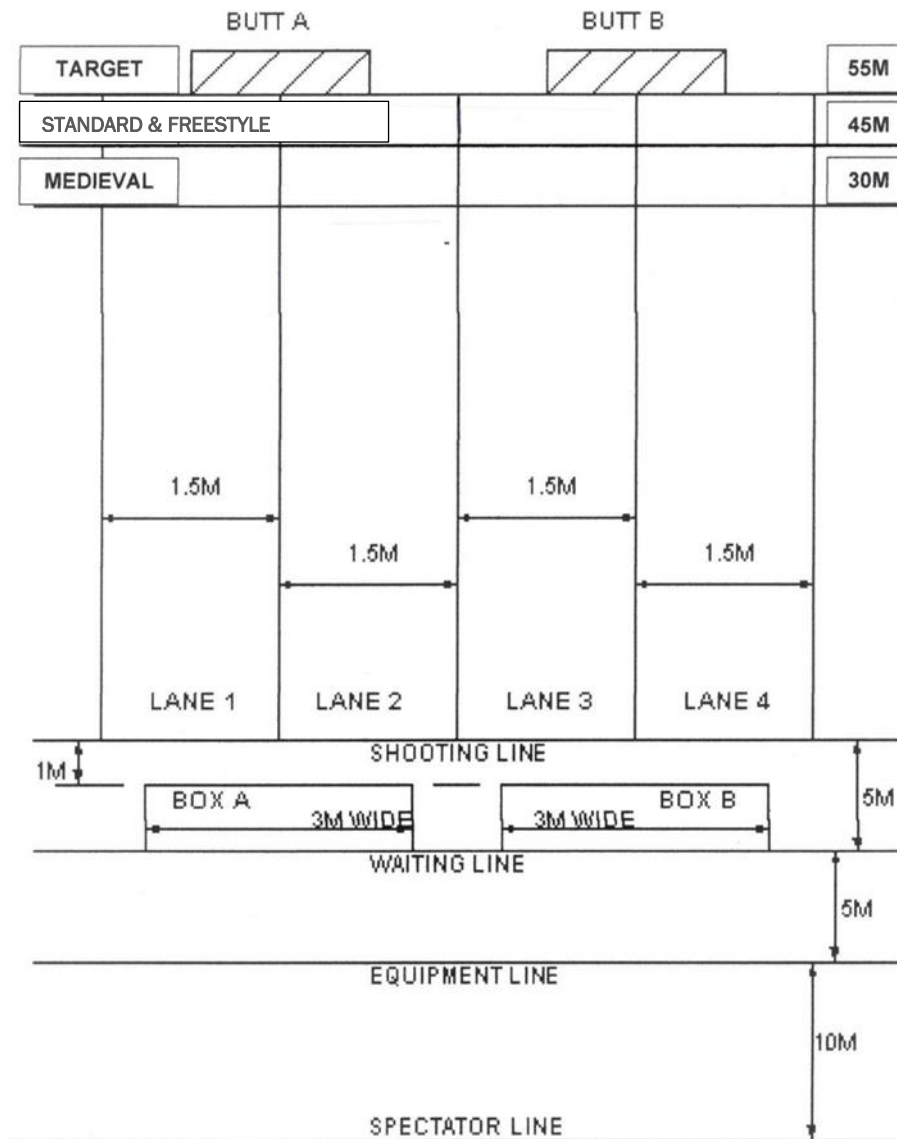 BUTT A
BUTT B
TARGET
55M
STANDARD & FREESTYLE
45M
MEDIEVAL
30M
1.5M
1.5M
1.5M
1.5M
LANE 1
LANE 2
LANE 3
LANE 4
SHOOTING LINE
1M
BOX A
BOX B
5M
3M WIDE
3M WIDE
WAITING LINE
5M
EQUIPMENT LINE
10M
SPECTATOR LINE